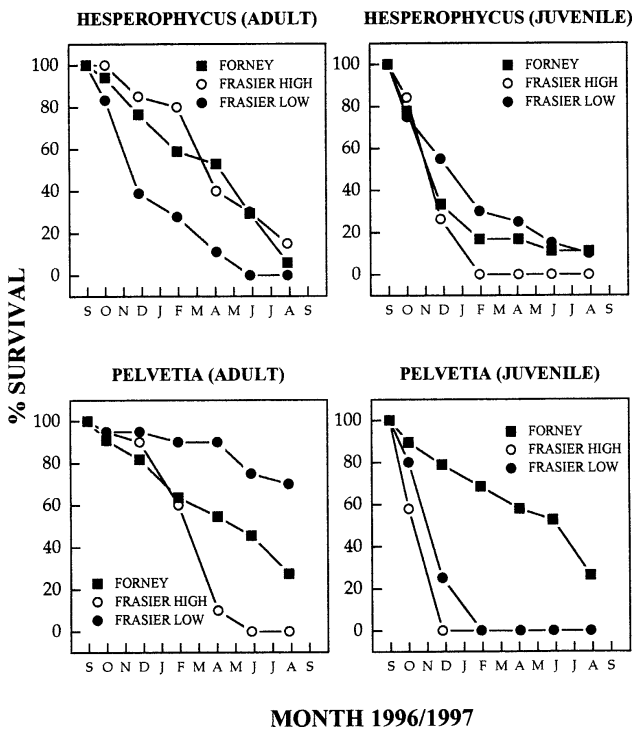 HESPEROPHYCUS (ADULT)
100
80
60
40
20
0
FORNEY
FRASIER HIGH
FRASIER LOW
S O N D J F M A M J J A S
HESPEROPHYCUS (JUVENILE)
100
80
60
40
20
0
FORNEY
FRASIER HIGH
FRASIER LOW
S O N D J F M A M J J A S
% SURVIVAL
PELVETIA (ADULT)
100
80
60
40
20
0
FORNEY
FRASIER HIGH
FRASIER LOW
S O N D J F M A M J J A S
PELVETIA (JUVENILE)
100
80
60
40
20
0
FORNEY
FRASIER HIGH
FRASIER LOW
S O N D J F M A M J J A S
MONTH 1996/1997